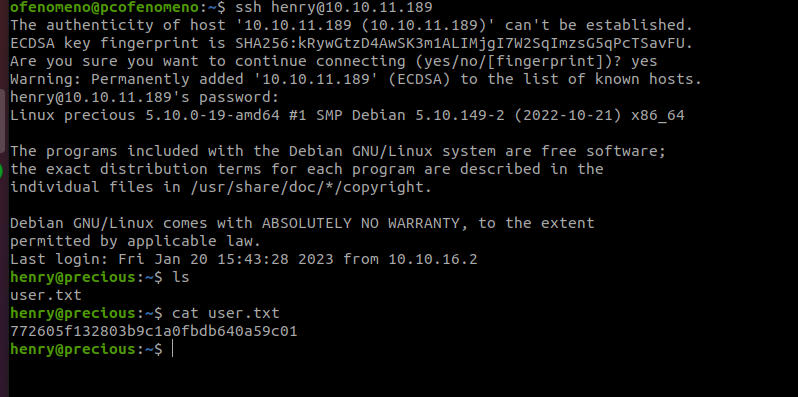 ofenomeno@pcofenomeno:~$ ssh henry@10.10.11.189
The authenticity of host '10.10.11.189 (10.10.11.189)' can't be established.
ECDSA key fingerprint is SHA256:kRywGtzD4AwSK3m1ALIMjgI7W2SqImzsG5qPcTSavFU.
Are you sure you want to continue connecting (yes/no/[fingerprint])? yes
Warning: Permanently added '10.10.11.189' (ECDSA) to the list of known hosts.
henry@10.10.11.189's password:
Linux precious 5.10.0-19-amd64 #1 SMP Debian 5.10.149-2 (2022-10-21) x86_64
The programs included with the Debian GNU/Linux system are free software;
the exact distribution terms for each program are described in the
individual files in /usr/share/doc/*/copyright.
Debian GNU/Linux comes with ABSOLUTELY NO WARRANTY, to the extent
permitted by applicable law.
Last login: Fri Jan 20 15:43:28 2023 from 10.10.16.2
henry@precious:~$ ls
user.txt
henry@precious:~$ cat user.txt
772605f132803b9c1a0fbdb640a59c01
henry@precious:~$